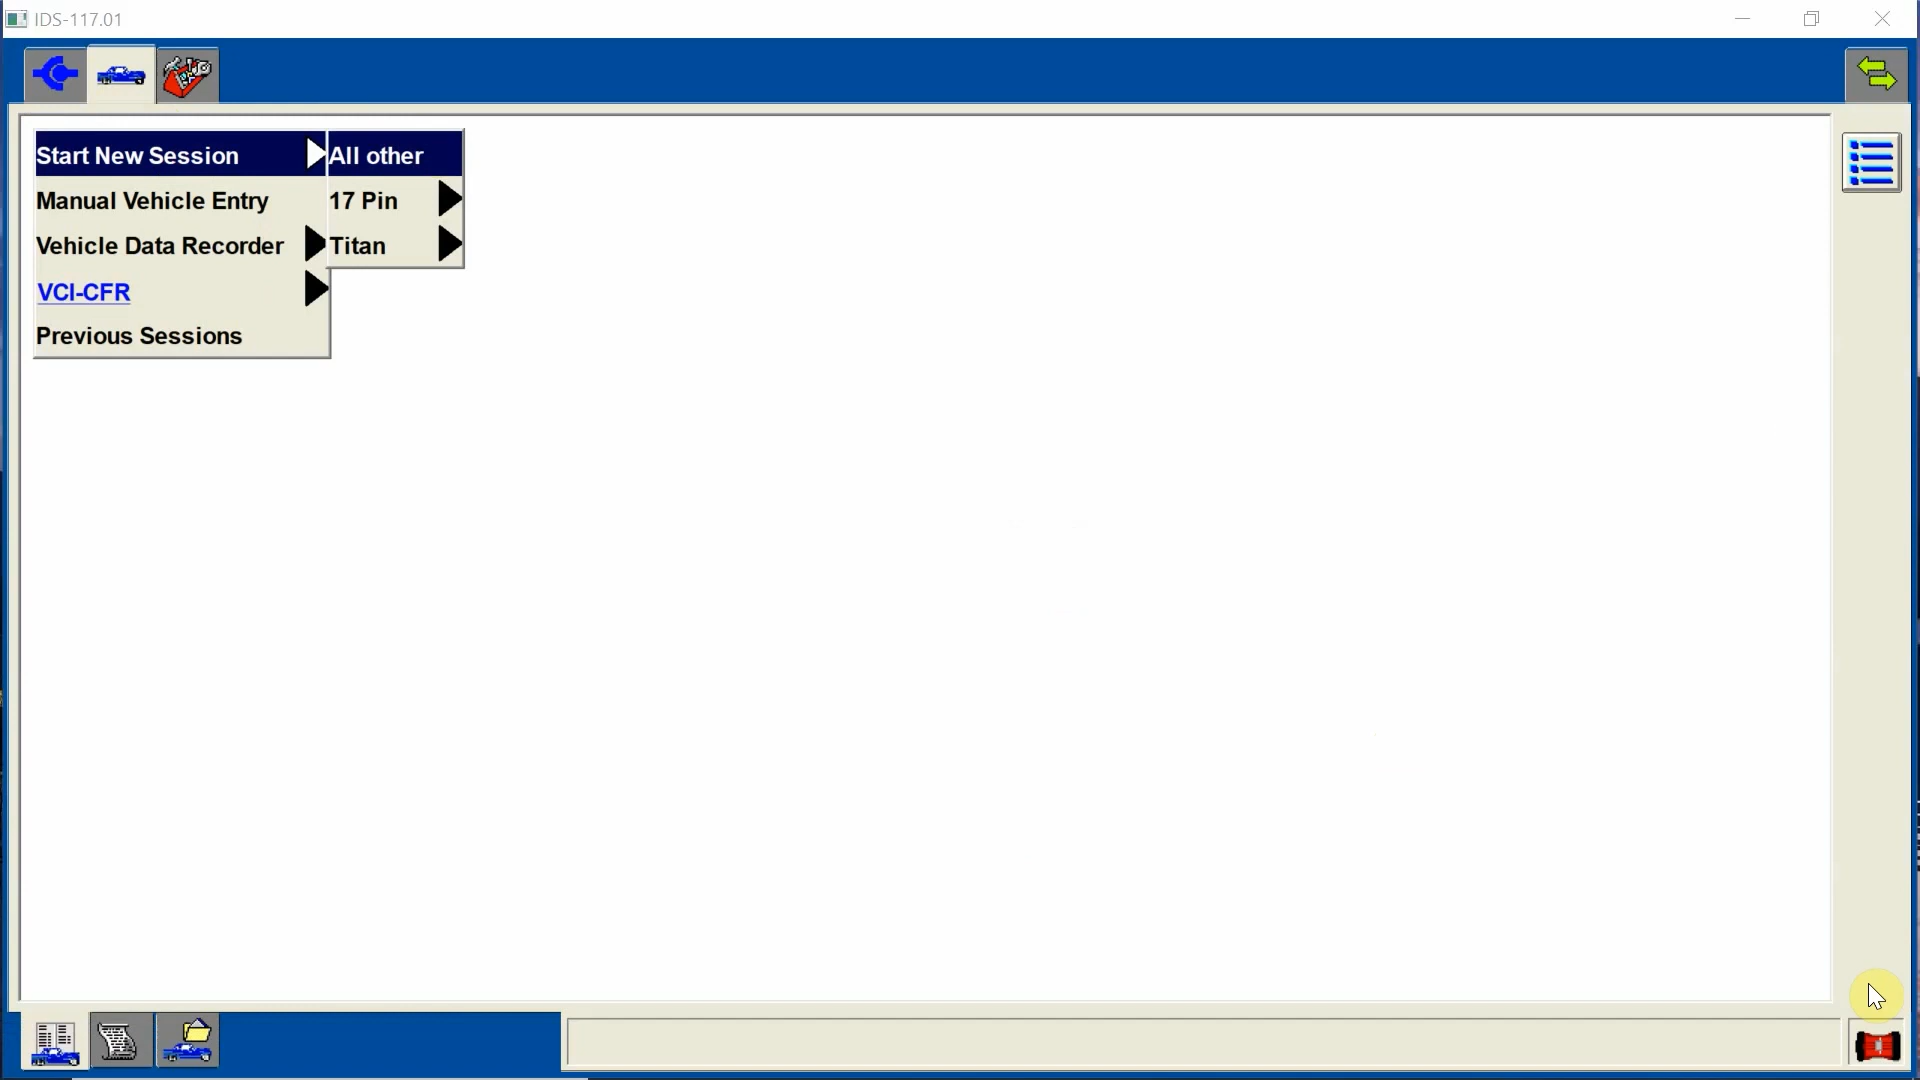 IDS-117.01
Start New Session
All other
Manual Vehicle Entry
17 Pin
Vehicle Data Recorder
Titan
VCI-CFR
Previous Sessions